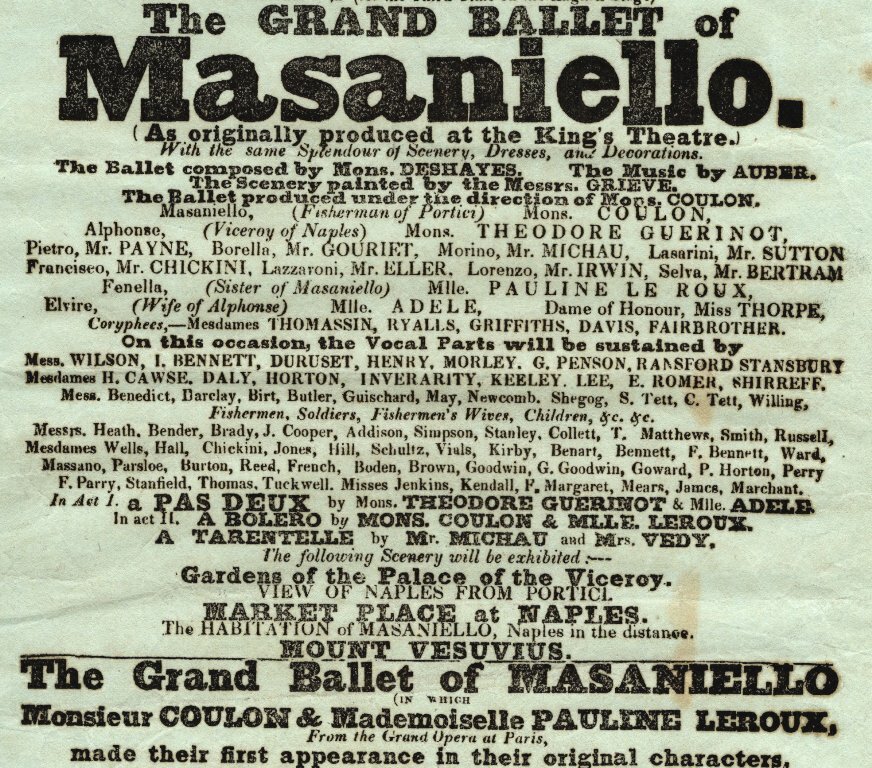 The GRAND BALLET of
Masaniello.
(As originally produced at the King's Theatre.)
With the same Splendour of Scenery, Dresses, and Decorations.
The Ballet composed by Mons. DESHAYES. The Music by AUBER.
The Scenery painted by the Messrs. GRIEVE.
The Ballet produced under the direction of Mons. COULON.
Masaniello, (Fisherman of Portici) Mons. COULON,
Alphonse, (Viceroy of Naples) Mons. THEODORE GUERINOT,
Pietro, Mr. PAYNE, Borella, Mr. GOURIET, Morino, Mr. MICHAU, Lasarini, Mr. SUTTON
Francisco, Mr. CHICKINI, Lazzaroni, Mr. ELLER, Lorenzo, Mr. IRWIN, Selva, Mr. BERTRAM
Fenella, (Sister of Masaniello) Mlle. PAULINE LE ROUX,
Elvire, (Wife of Alphonse) Mlle. ADELE, Dame of Honour, Miss THORPE,
Coryphees,—Mesdames THOMASSIN, RYALLS, GRIFFITHS, DAVIS, FAIRBROTHER.
On this occasion, the Vocal Parts will be sustained by
Mess. WILSON, I. BENNETT, DURUSET, HENRY, MORLEY. G. PENSON, RANSFORD STANSBURY
Mesdames H. CAWSE. DALY, HORTON, INVERARITY, KEELEY. LEE, E. ROMER, SHIRREFF.
Mess. Benedict, Barclay, Birt, Butler, Guischard, May, Newcomb. Shegog, S. Tett, C. Tett, Willing,
Fishermen, Soldiers, Fishermen's Wives, Children, &c. &c.
Messrs. Heath. Bender, Brady, J. Cooper, Addison, Simpson, Stanley, Collett, T. Matthews, Smith, Russell,
Mesdames Wells, Hall, Chickini, Jones, Hill, Schultz, Vials, Kirby, Benart, Bennett, F. Bennett, Ward,
Massano, Parsloe, Burton, Reed, French, Boden, Brown, Goodwin, G. Goodwin, Goward, P. Horton, Perry
F. Parry, Stanfield, Thomas. Tuckwell. Misses Jenkins, Kendall, F. Margaret, Mears, James, Marchant.
In Act I. a PAS DEUX by Mons. THEODORE GUERINOT & Mlle. ADELE.
In act II. A BOLERO by MONS. COULON & MLLE. LEROUX.
A TARENTELLE by Mr. MICHAU and Mrs. VEDY,
The following Scenery will be exhibited :—
Gardens of the Palace of the Viceroy.
VIEW OF NAPLES FROM PORTICI.
MARKET PLACE at NAPLES.
The HABITATION of MASANIELLO, Naples in the distance.
MOUNT VESUVIUS.
The Grand Ballet of MASANIELLO
(IN WHICH
Monsieur COULON & Mademoiselle PAULINE LEROUX,
From the Grand Opera at Paris,
made their first appearance in their original characters,